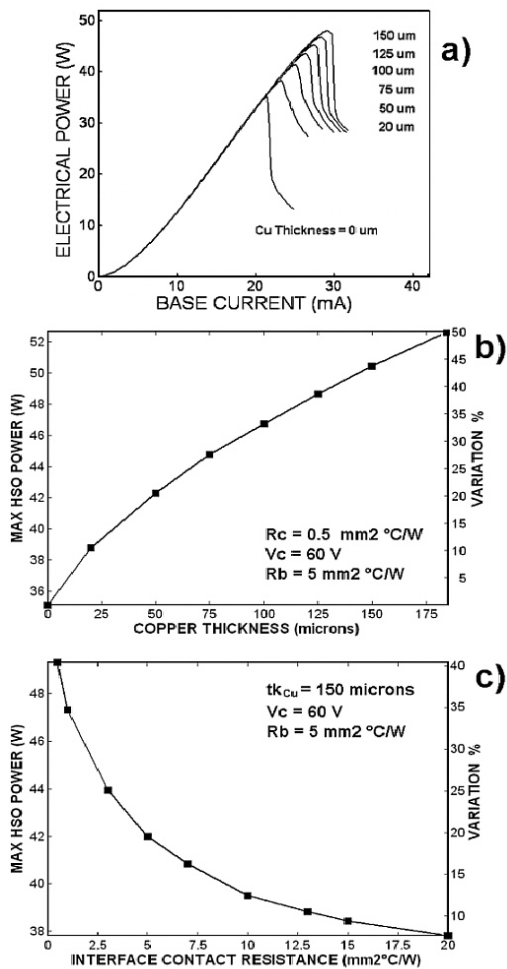 a)
ELECTRICAL POWER (W)
50
40
30
20
10
0
150 um
125 um
100 um
75 um
50 um
20 um
Cu Thickness = 0 um
0 10 20 30 40
BASE CURRENT (mA)
b)
MAX HSO POWER (W)
52
50
48
46
44
42
40
38
36
50
45
40
35
30
25
20
15
10
5
VARIATION %
Rc = 0.5 mm2 ºC/W
Vc = 60 V
Rb = 5 mm2 ºC/W
0 25 50 75 100 125 150 175
COPPER THICKNESS (microns)
c)
MAX HSO POWER (W)
48
46
44
42
40
38
40
35
30
25
20
15
10
VARIATION %
tkCu = 150 microns
Vc = 60 V
Rb = 5 mm2 ºC/W
0 2.5 5 7.5 10 12.5 15 17.5 20
INTERFACE CONTACT RESISTANCE (mm2ºC/W)